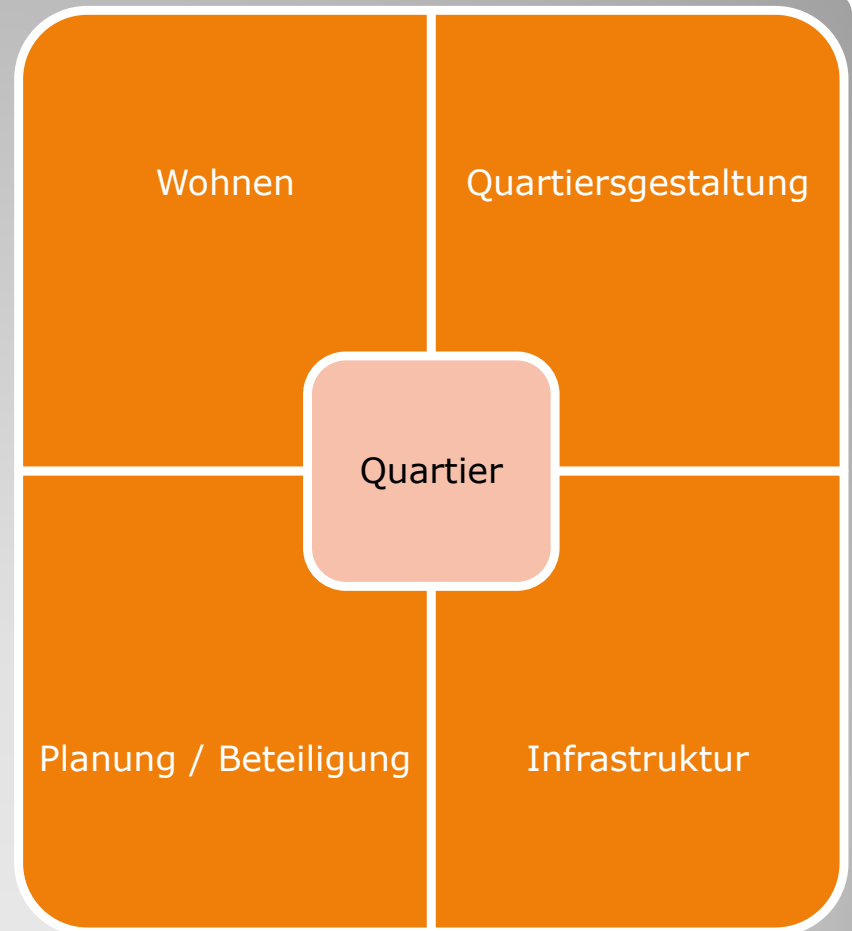 Wohnen
Quartiersgestaltung
Quartier
Planung / Beteiligung
Infrastruktur